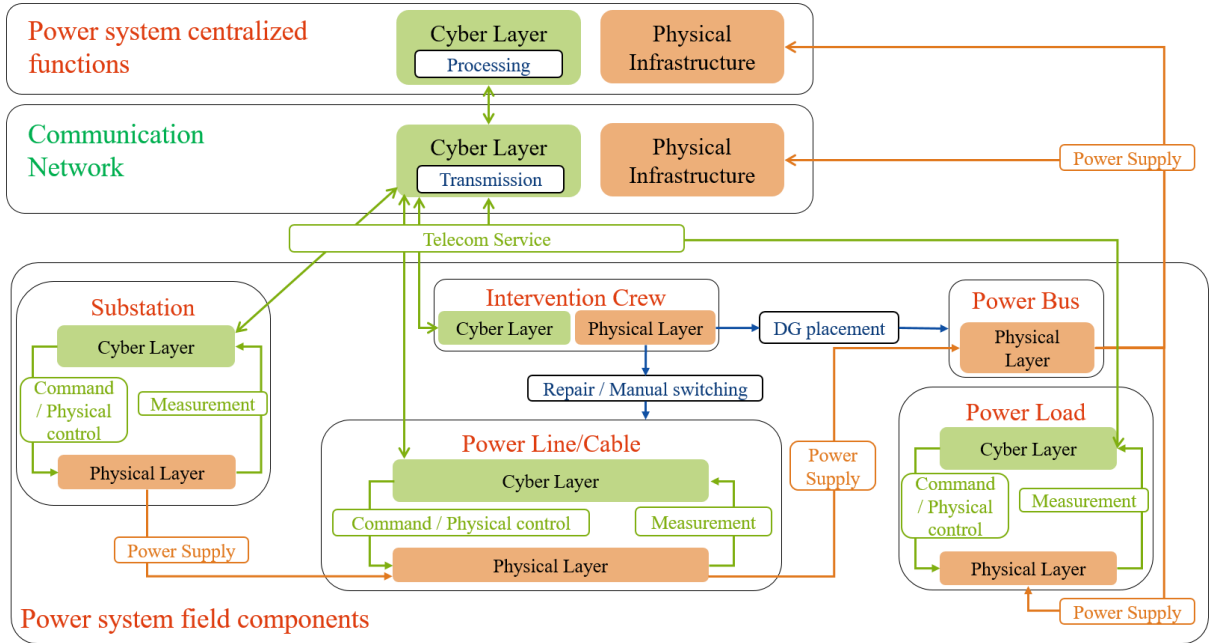 Power system centralized
functions
Cyber Layer
Processing
Physical
Infrastructure
Communication
Network
Cyber Layer
Transmission
Physical
Infrastructure
Power Supply
Telecom Service
Substation
Cyber Layer
Command
/ Physical
control
Measurement
Physical Layer
Power Supply
Intervention Crew
Cyber Layer
Physical Layer
DG placement
Repair / Manual switching
Power Bus
Physical
Layer
Power Line/Cable
Cyber Layer
Command / Physical control
Measurement
Physical Layer
Power
Supply
Power Load
Cyber Layer
Command
/ Physical
control
Measurement
Physical Layer
Power Supply
Power system field components